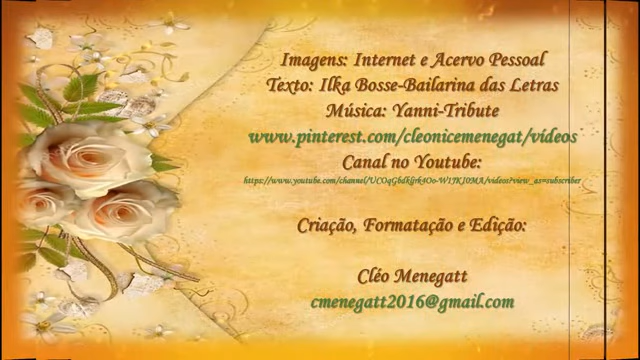 Imagens: Internet e Acervo Pessoal
Texto: Ilka Bosse-Bailarina das Letras
Música: Yanni-Tribute
www.pinterest.com/cleonicemenegat/vídeos
Canal no Youtube:
Criação, Formatação e Edição:
Cléo Menegatt
cmenegatt2016@gmail.com